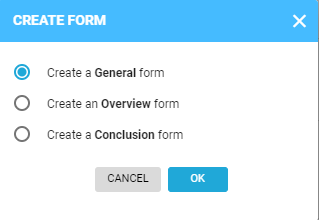 CREATE FORM
Create a General form
Create an Overview form
Create a Conclusion form
CANCEL OK